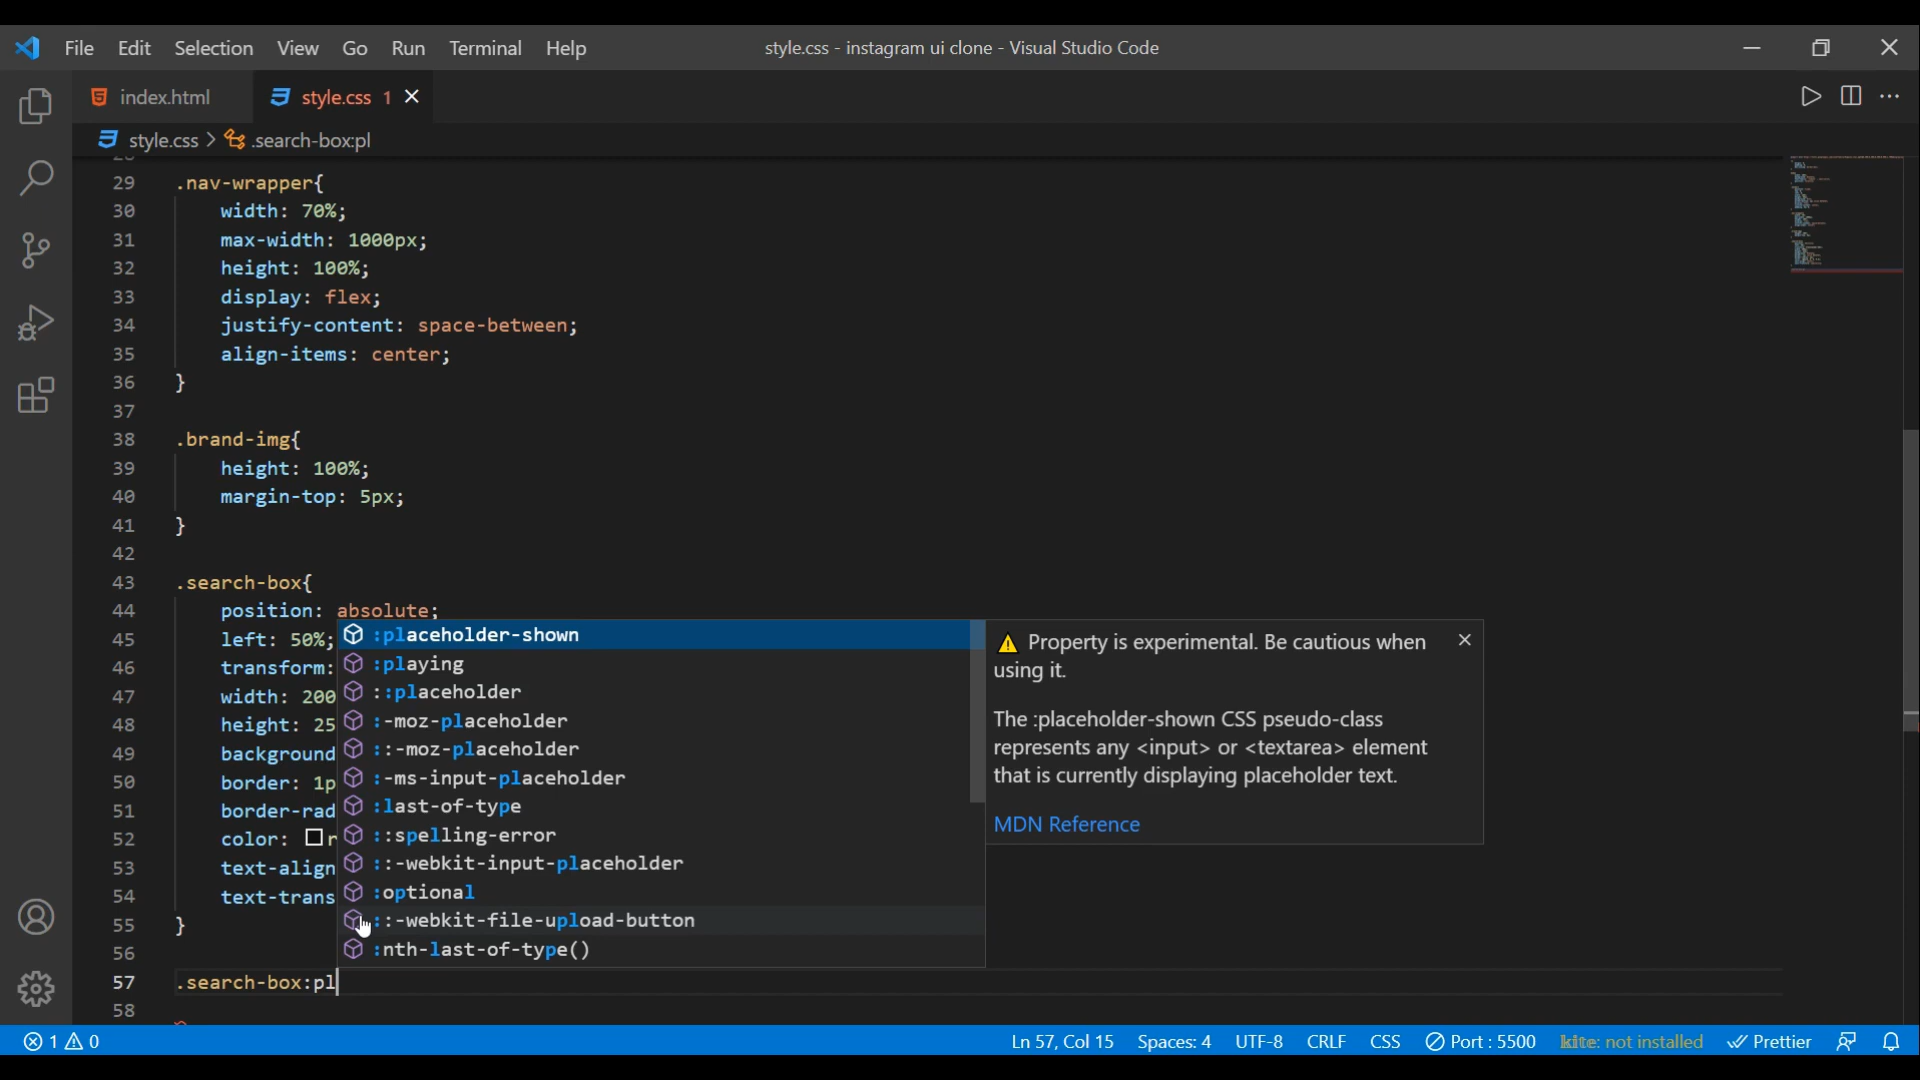 File Edit Selection View Go Run Terminal Help style.css - instagram ui clone - Visual Studio Code
index.html style.css 1
style.css > .search-box:pl
29 .nav-wrapper{
30 width: 70%;
31 max-width: 1000px;
32 height: 100%;
33 display: flex;
34 justify-content: space-between;
35 align-items: center;
36 }
37
38 .brand-img{
39 height: 100%;
40 margin-top: 5px;
41 }
42
43 .search-box{
44 position: absolute;
45 left: 50%;
46 transform:
47 width: 200
48 height: 25
49 background
50 border: 1p
51 border-rad
52 color: r
53 text-align
54 text-trans
55 }
56
57 .search-box:pl
58
:placeholder-shown
:playing
::placeholder
:-moz-placeholder
::-moz-placeholder
:-ms-input-placeholder
:last-of-type
::spelling-error
::-webkit-input-placeholder
:optional
::-webkit-file-upload-button
:nth-last-of-type()
Property is experimental. Be cautious when
using it.
The :placeholder-shown CSS pseudo-class
represents any <input> or <textarea> element
that is currently displaying placeholder text.
MDN Reference
1 0 Ln 57, Col 15 Spaces: 4 UTF-8 CRLF CSS Port : 5500 kite: not installed Prettier